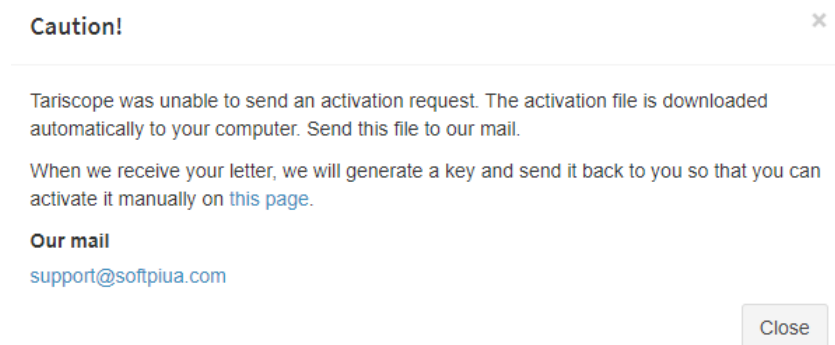 Caution!
×
Tariscope was unable to send an activation request. The activation file is downloaded
automatically to your computer. Send this file to our mail.
When we receive your letter, we will generate a key and send it back to you so that you can
activate it manually on this page.
Our mail
support@softpiua.com
Close